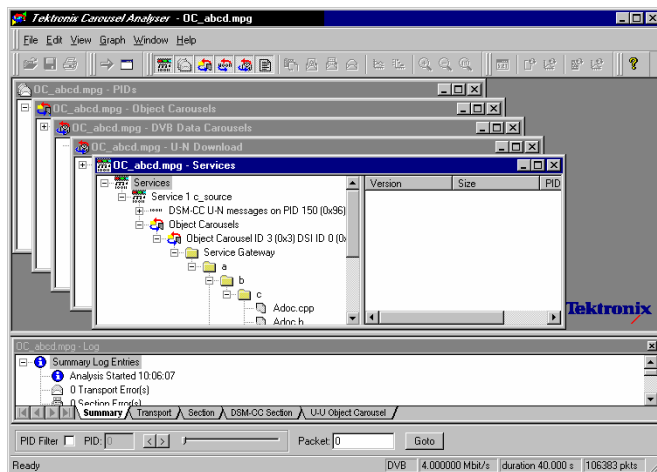 Tektronix Carousel Analyser - OC_abcd.mpg
File Edit View Graph Window Help
OC_abcd.mpg - PIDs
OC_abcd.mpg - Object Carousels
OC_abcd.mpg - DVB Data Carousels
OC_abcd.mpg - U-N Download
OC_abcd.mpg - Services
Services
Service 1 c_source
DSM-CC U-N messages on PID 150 (0x96)
Object Carousels
Object Carousel ID 3 (0x3) DSI ID 0 (0
Service Gateway
a
b
c
Adoc.cpp
Adoc.h
Version Size PID
Tektronix
OC_abcd.mpg - Log
Summary Log Entries
Analysis Started 10:06:07
0 Transport Error(s)
0 Section Error(s)
Summary Transport Section DSM-CC Section U-U Object Carousel
PID Filter PID: 0 < > Packet: 0 Goto
Ready DVB 4.000000 Mbit/s duration 40.000 s 106383 pkts